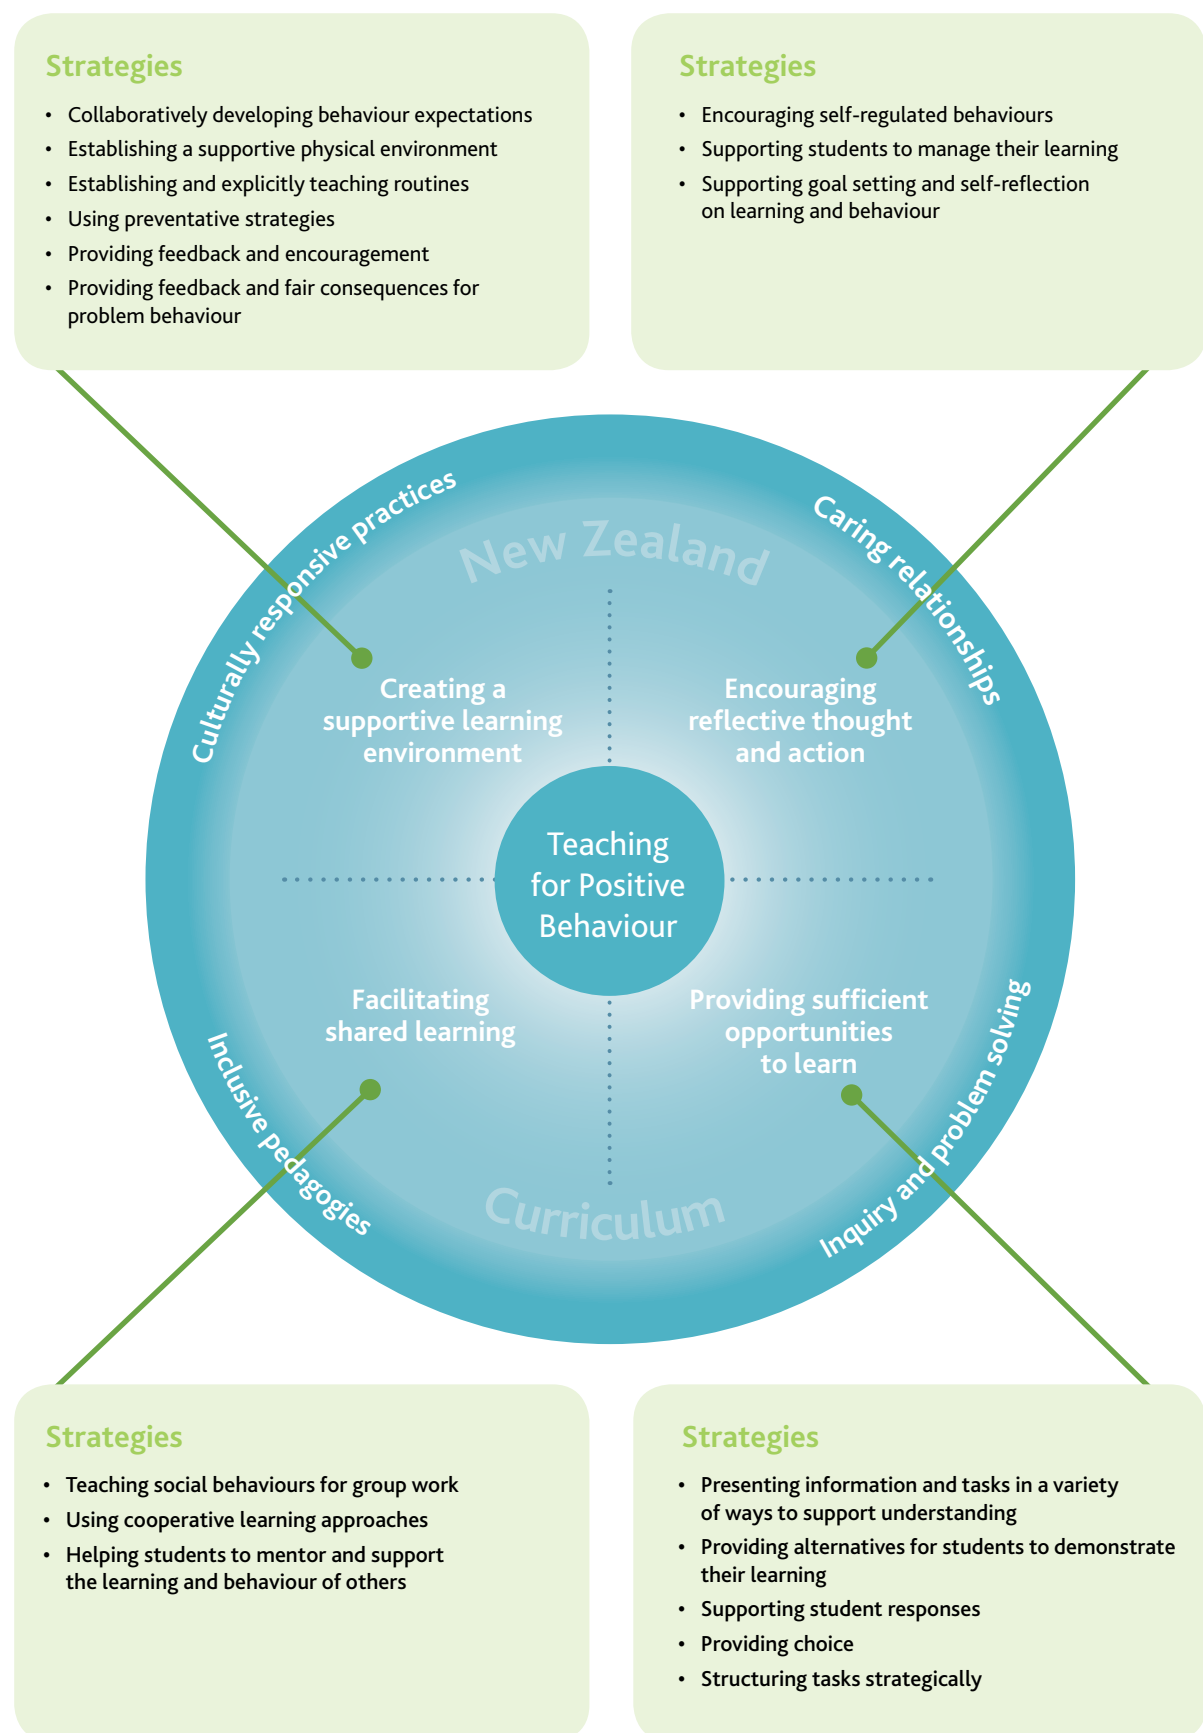 Strategies
• Collaboratively developing behaviour expectations
• Establishing a supportive physical environment
• Establishing and explicitly teaching routines
• Using preventative strategies
• Providing feedback and encouragement
• Providing feedback and fair consequences for
problem behaviour
Strategies
• Encouraging self-regulated behaviours
• Supporting students to manage their learning
• Supporting goal setting and self-reflection
on learning and behaviour
Culturally responsive practices
New Zealand
Caring relationships
Creating a
supportive learning
environment
Encouraging
reflective thought
and action
Teaching
for Positive
Behaviour
Facilitating
shared learning
Providing sufficient
opportunities
to learn
Inclusive pedagogies
Curriculum
Inquiry and problem solving
Strategies
• Teaching social behaviours for group work
• Using cooperative learning approaches
• Helping students to mentor and support
the learning and behaviour of others
Strategies
• Presenting information and tasks in a variety
of ways to support understanding
• Providing alternatives for students to demonstrate
their learning
• Supporting student responses
• Providing choice
• Structuring tasks strategically